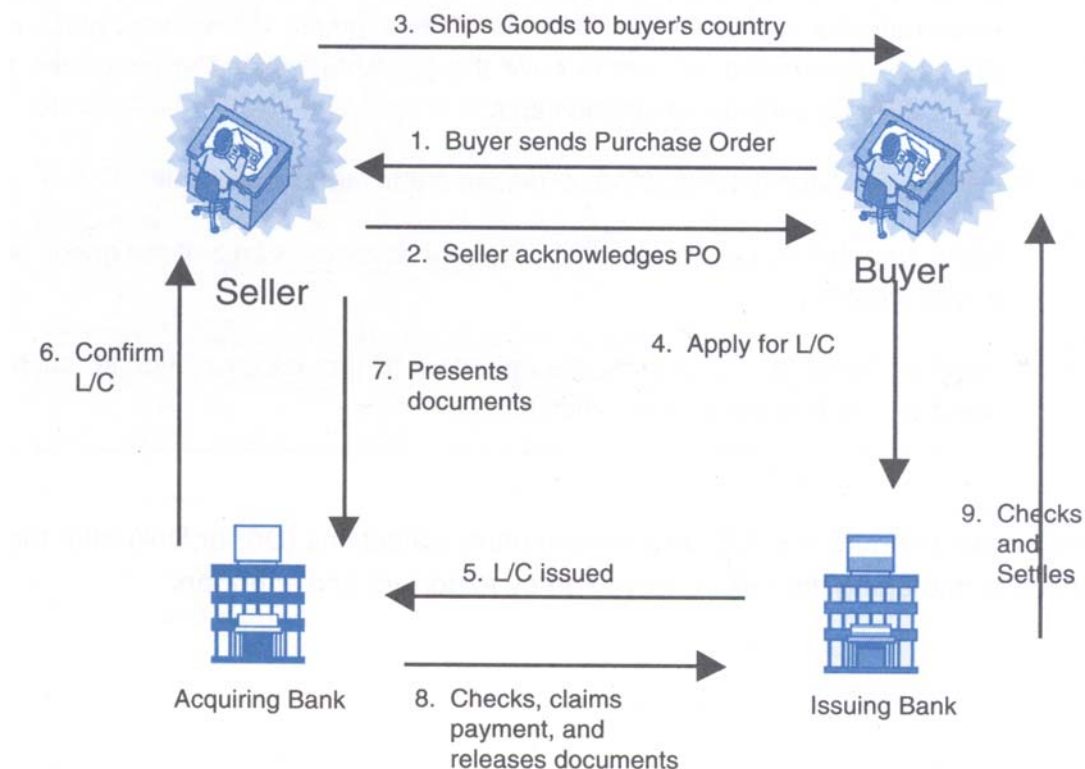 3. Ships Goods to buyer's country
1. Buyer sends Purchase Order
2. Seller acknowledges PO
Seller
Buyer
6. Confirm
L/C
7. Presents
documents
4. Apply for L/C
9. Checks
and
Settles
5. L/C issued
Acquiring Bank
8. Checks, claims
payment, and
releases documents
Issuing Bank